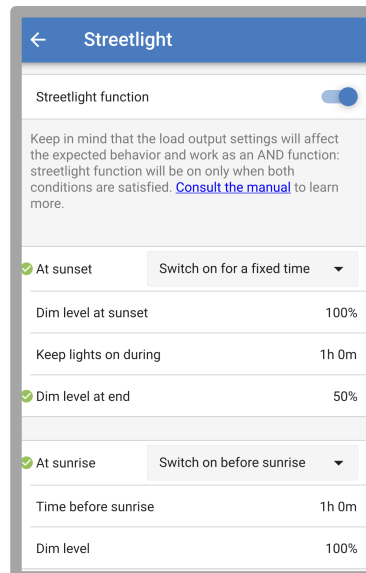 Streetlight
Streetlight function
Keep in mind that the load output settings will affect
the expected behavior and work as an AND function:
streetlight function will be on only when both
conditions are satisfied. Consult the manual to learn
more.
At sunset Switch on for a fixed time
Dim level at sunset 100%
Keep lights on during 1h 0m
Dim level at end 50%
At sunrise Switch on before sunrise
Time before sunrise 1h 0m
Dim level 100%